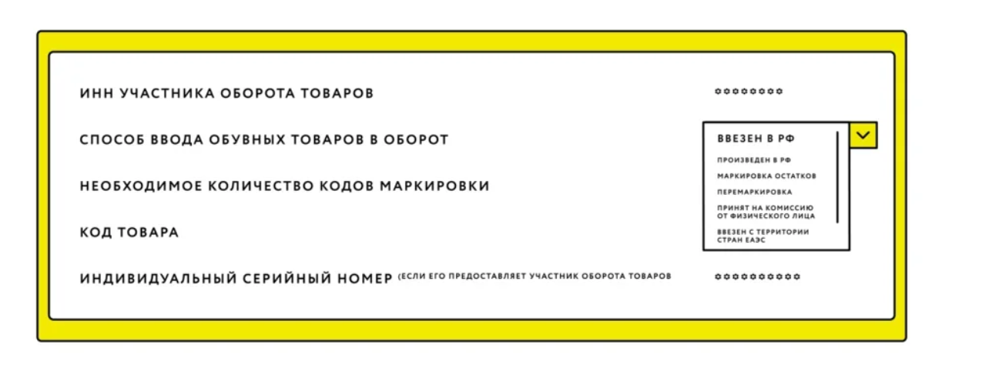 ИНН УЧАСТНИКА ОБОРОТА ТОВАРОВ
СПОСОБ ВВОДА ОБУВНЫХ ТОВАРОВ В ОБОРОТ
ВВЕЗЕН В РФ
ПРОИЗВЕДЕН В РФ
МАРКИРОВКА ОСТАТКОВ
ПЕРЕМАРКИРОВКА
ПРИНЯТ НА КОМИССИЮ
ОТ ФИЗИЧЕСКОГО ЛИЦА
ВВЕЗЕН С ТЕРРИТОРИИ
СТРАН ЕАЭС
НЕОБХОДИМОЕ КОЛИЧЕСТВО КОДОВ МАРКИРОВКИ
КОД ТОВАРА
ИНДИВИДУАЛЬНЫЙ СЕРИЙНЫЙ НОМЕР (ЕСЛИ ЕГО ПРЕДОСТАВЛЯЕТ УЧАСТНИК ОБОРОТА ТОВАРОВ